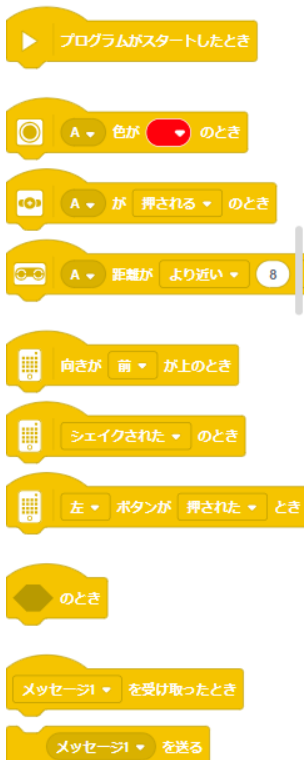 プログラムがスタートしたとき
A 色が のとき
A が 押される のとき
A 距離が より近い 8
向きが 前 が上のとき
シェイクされた のとき
左 ボタンが 押された とき
のとき
メッセージ1 を受け取ったとき
メッセージ1 を送る